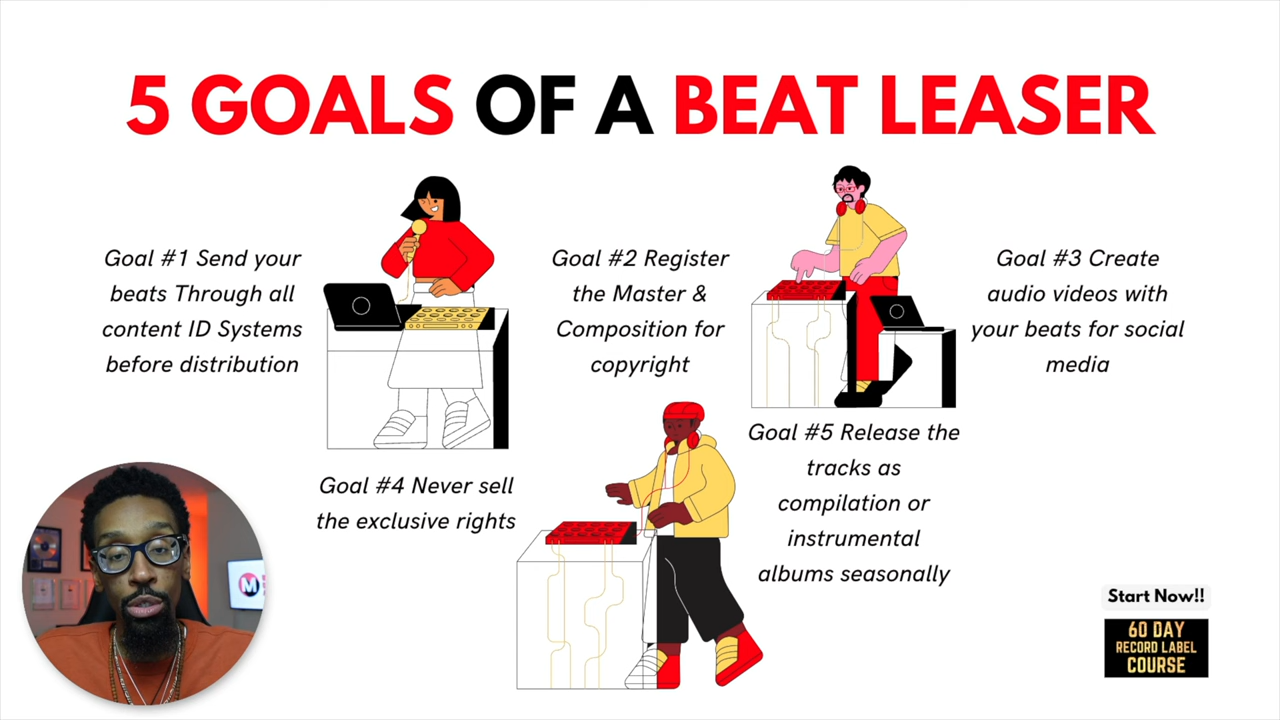 5 GOALS OF A BEAT LEASER
Goal #1 Send your
beats Through all
content ID Systems
before distribution
Goal #2 Register
the Master &
Composition for
copyright
Goal #3 Create
audio videos with
your beats for social
media
Goal #4 Never sell
the exclusive rights
Goal #5 Release the
tracks as
compilation or
instrumental
albums seasonally
M
Start Now!!
60 DAY
RECORD LABEL
COURSE